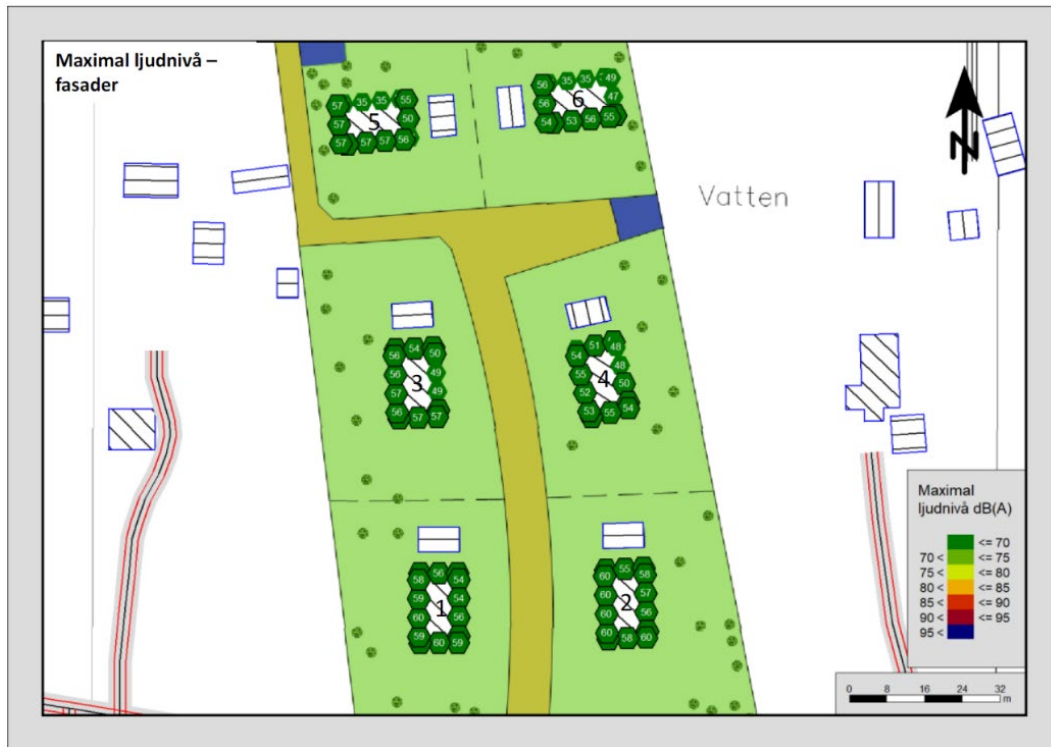 Maximal ljudnivå –
fasader
57 35 35 55
57 5 50
57 57 57 56
56 35 35 49
56 6 47
54 53 56 55
N
Vatten
56 54 50
56 49
57 3 49
56 57 57
54 51 48
55 48
52 4 50
53 55 54
58 56 54
59 54
60 1 56
59 60 59
60 55 58
60 57
60 2 56
60 58 60
Maximal
ljudnivå dB(A)
<= 70
70 < <= 75
75 < <= 80
80 < <= 85
85 < <= 90
90 < <= 95
95 <
0 8 16 24 32
m